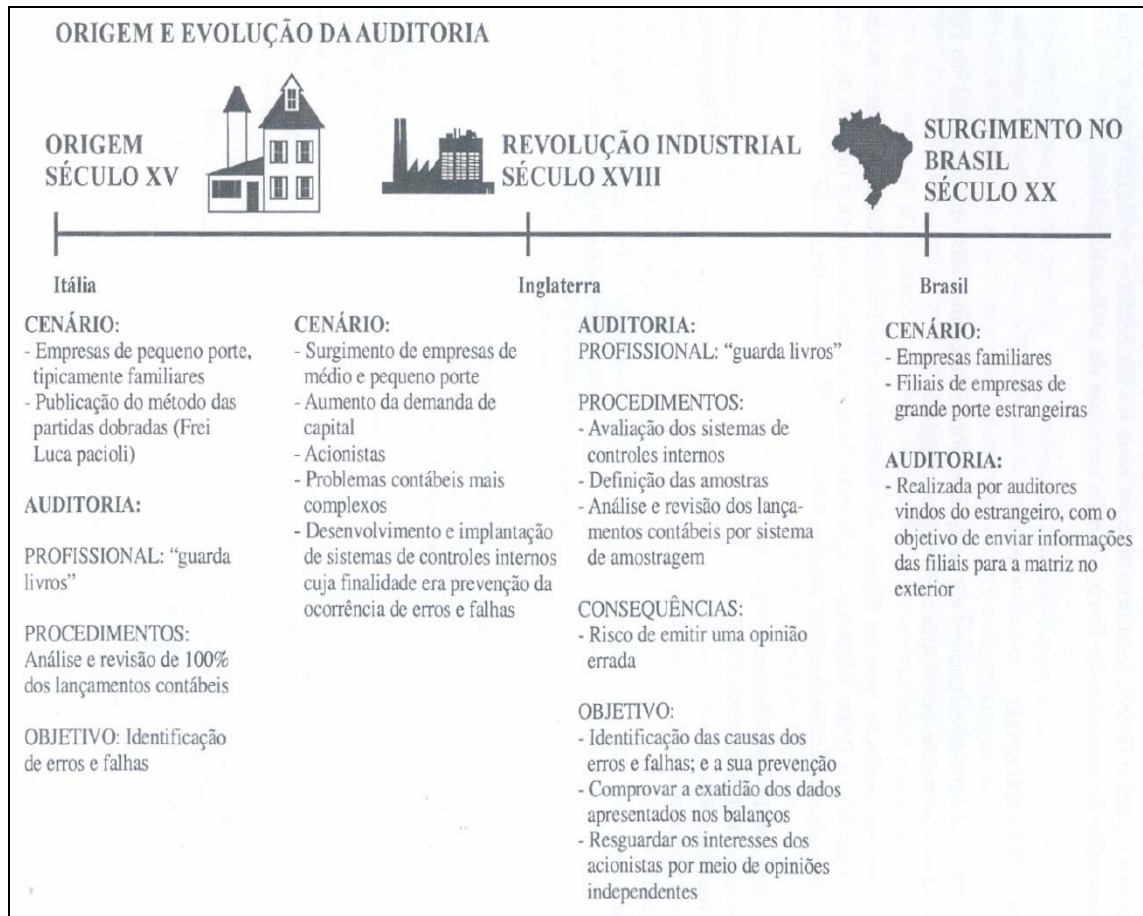 ORIGEM E EVOLUÇÃO DA AUDITORIA
ORIGEM
SÉCULO XV
REVOLUÇÃO INDUSTRIAL
SÉCULO XVIII
SURGIMENTO NO
BRASIL
SÉCULO XX
Itália
Inglaterra
Brasil
CENÁRIO:
- Empresas de pequeno porte,
tipicamente familiares
- Publicação do método das
partidas dobradas (Frei
Luca pacioli)
AUDITORIA:
PROFISSIONAL: “guarda
livros”
PROCEDIMENTOS:
Análise e revisão de 100%
dos lançamentos contábeis
OBJETIVO: Identificação
de erros e falhas
CENÁRIO:
- Surgimento de empresas de
médio e pequeno porte
- Aumento da demanda de
capital
- Acionistas
- Problemas contábeis mais
complexos
- Desenvolvimento e implantação
de sistemas de controles internos
cuja finalidade era prevenção da
ocorrência de erros e falhas
AUDITORIA:
PROFISSIONAL: “guarda livros”
PROCEDIMENTOS:
- Avaliação dos sistemas de
controles internos
- Definição das amostras
- Análise e revisão dos lança-
mentos contábeis por sistema
de amostragem
CONSEQUÊNCIAS:
- Risco de emitir uma opinião
errada
OBJETIVO:
- Identificação das causas dos
erros e falhas; e a sua prevenção
- Comprovar a exatidão dos dados
apresentados nos balanços
- Resguardar os interesses dos
acionistas por meio de opiniões
independentes
CENÁRIO:
- Empresas familiares
- Filiais de empresas de
grande porte estrangeiras
AUDITORIA:
- Realizada por auditores
vindos do estrangeiro, com o
objetivo de enviar informações
das filiais para a matriz no
exterior